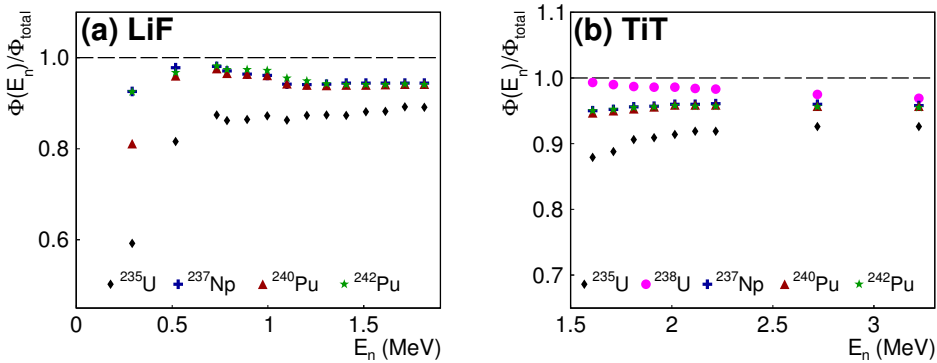 (a) LiF
Φ(Eₙ)/Φ_total
1.0
0.8
0.6
²³⁵U ²³⁷Np ²⁴⁰Pu ²⁴²Pu
0 0.5 1 1.5
Eₙ (MeV)
(b) TiT
Φ(Eₙ)/Φ_total
1.1
1.0
0.9
0.8
0.7
²³⁵U ²³⁸U ²³⁷Np ²⁴⁰Pu ²⁴²Pu
1.5 2 2.5 3
Eₙ (MeV)